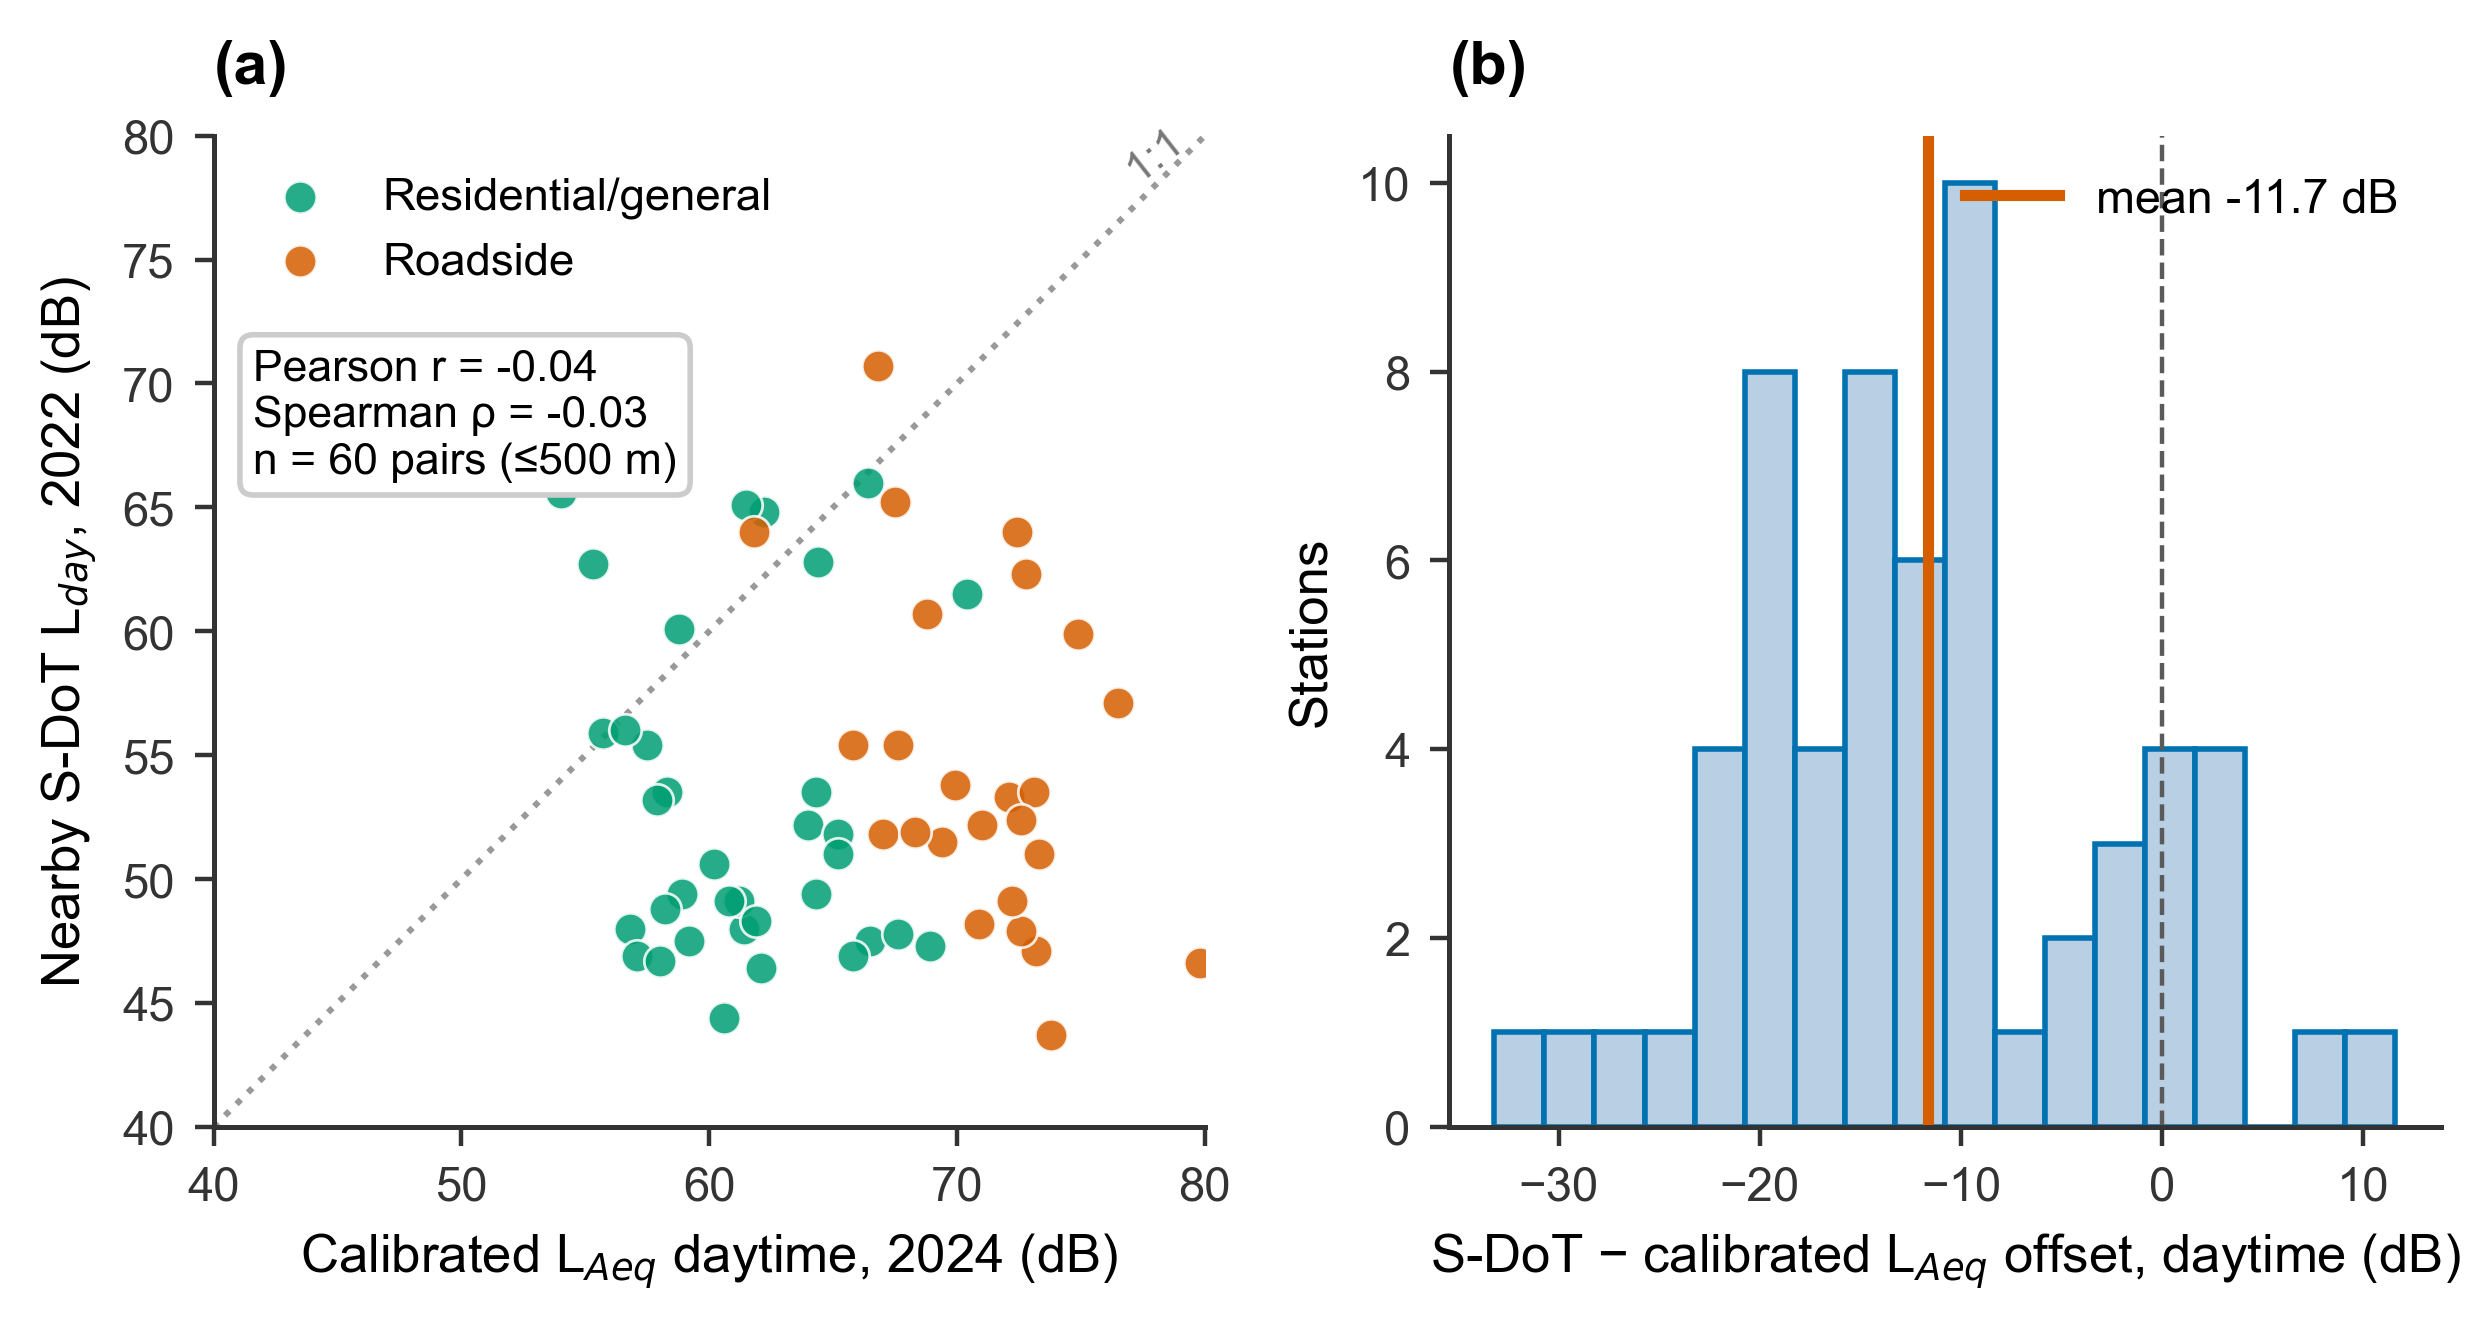 (a)
80
75
70
65
60
55
50
45
40
Nearby S-DoT L_day, 2022 (dB)
Residential/general
Roadside
1:1
Pearson r = -0.04
Spearman ρ = -0.03
n = 60 pairs (≤500 m)
40 50 60 70 80
Calibrated L_Aeq daytime, 2024 (dB)
(b)
10
8
6
4
2
0
Stations
mean -11.7 dB
−30 −20 −10 0 10
S-DoT − calibrated L_Aeq offset, daytime (dB)